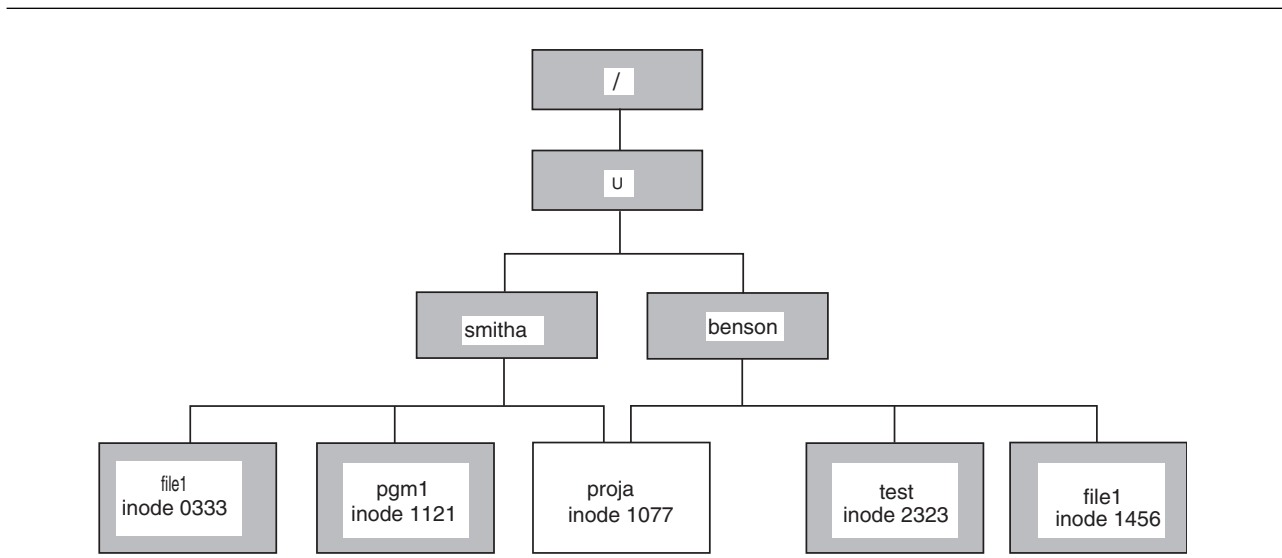 /
U
smitha
benson
file1
inode 0333
pgm1
inode 1121
proja
inode 1077
test
inode 2323
file1
inode 1456